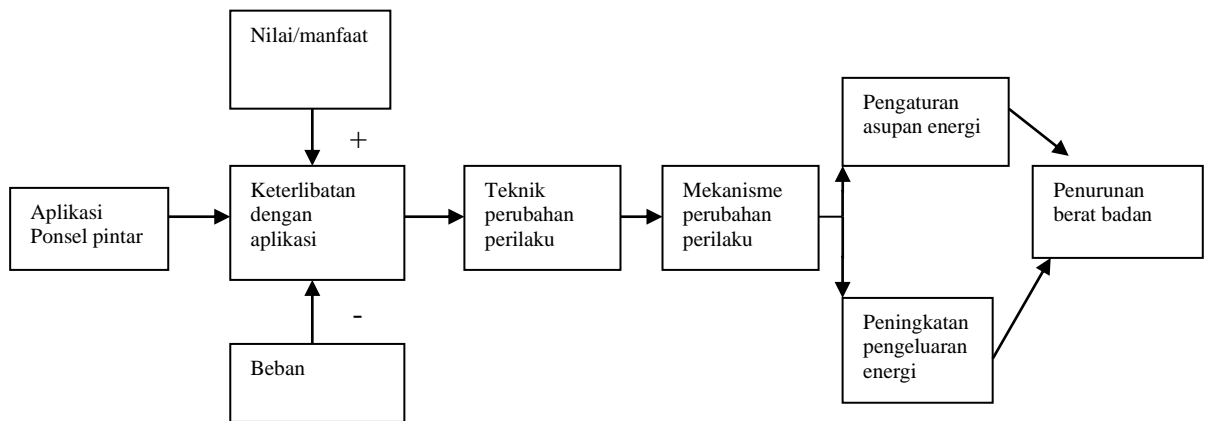 Nilai/manfaat
+
Aplikasi
Ponsel pintar
Keterlibatan
dengan
aplikasi
-
Beban
Teknik
perubahan
perilaku
Mekanisme
perubahan
perilaku
Pengaturan
asupan energi
Peningkatan
pengeluaran
energi
Penurunan
berat badan